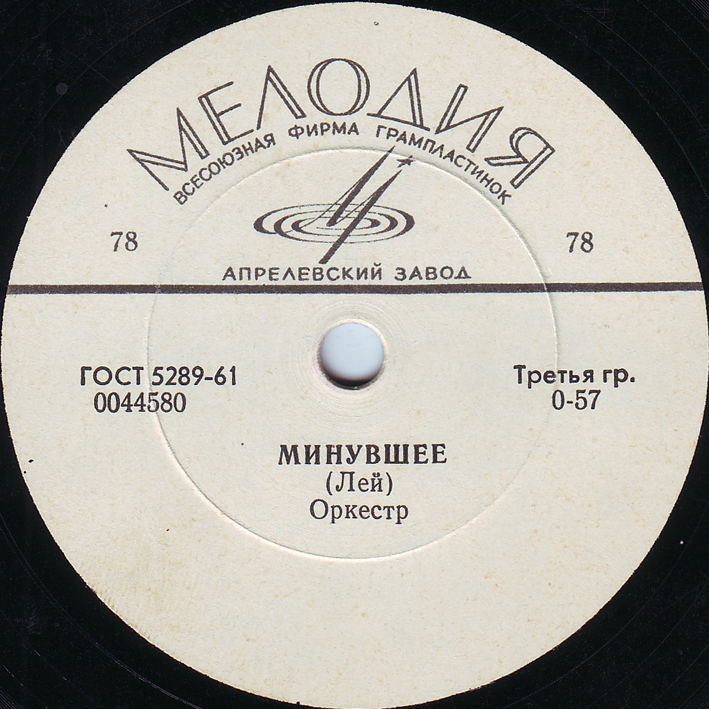 МЕЛОДИЯ
ВСЕСОЮЗНАЯ ФИРМА ГРАМПЛАСТИНОК
78
78
АПРЕЛЕВСКИЙ ЗАВОД
ГОСТ 5289-61
0044580
Третья гр.
0-57
МИНУВШЕЕ
(Лей)
Оркестр